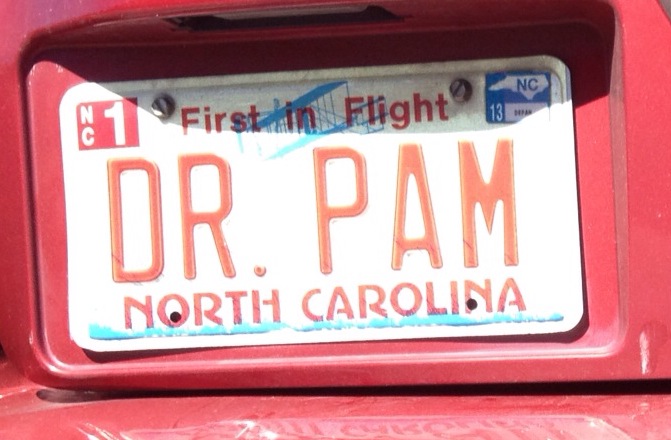 NC 1
First in Flight
NC
13
DR. PAM
NORTH CAROLINA